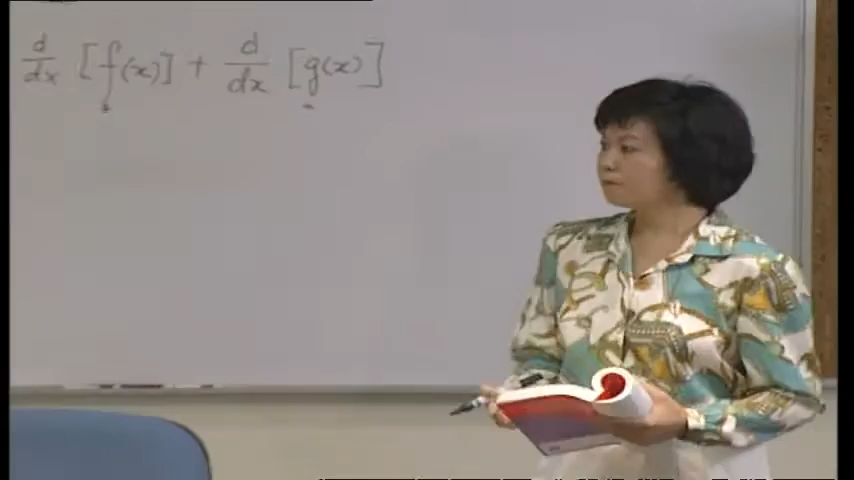 d/dx [f(x)] + d/dx [g(x)]